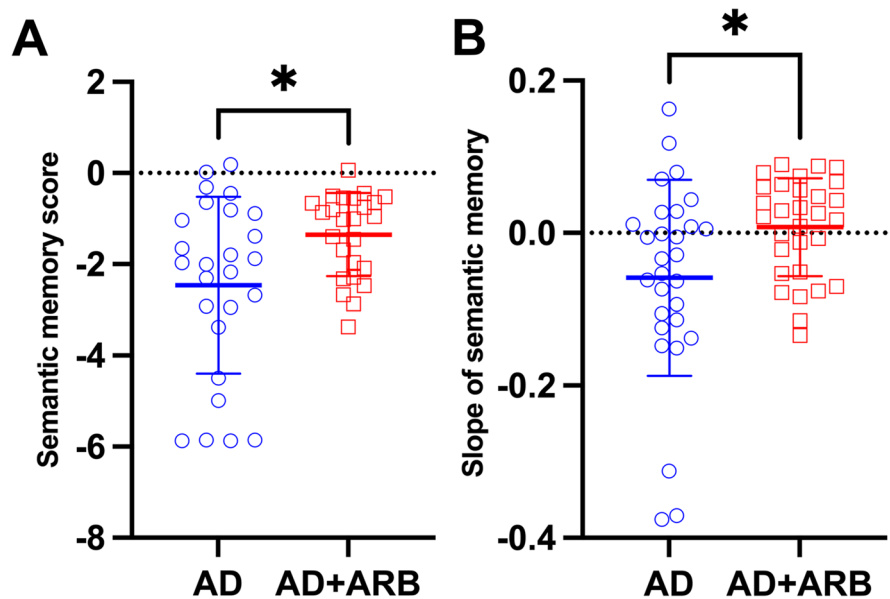 A
Semantic memory score
2
0
-2
-4
-6
-8
*
AD
AD+ARB
B
Slope of semantic memory
0.2
0.0
-0.2
-0.4
*
AD
AD+ARB